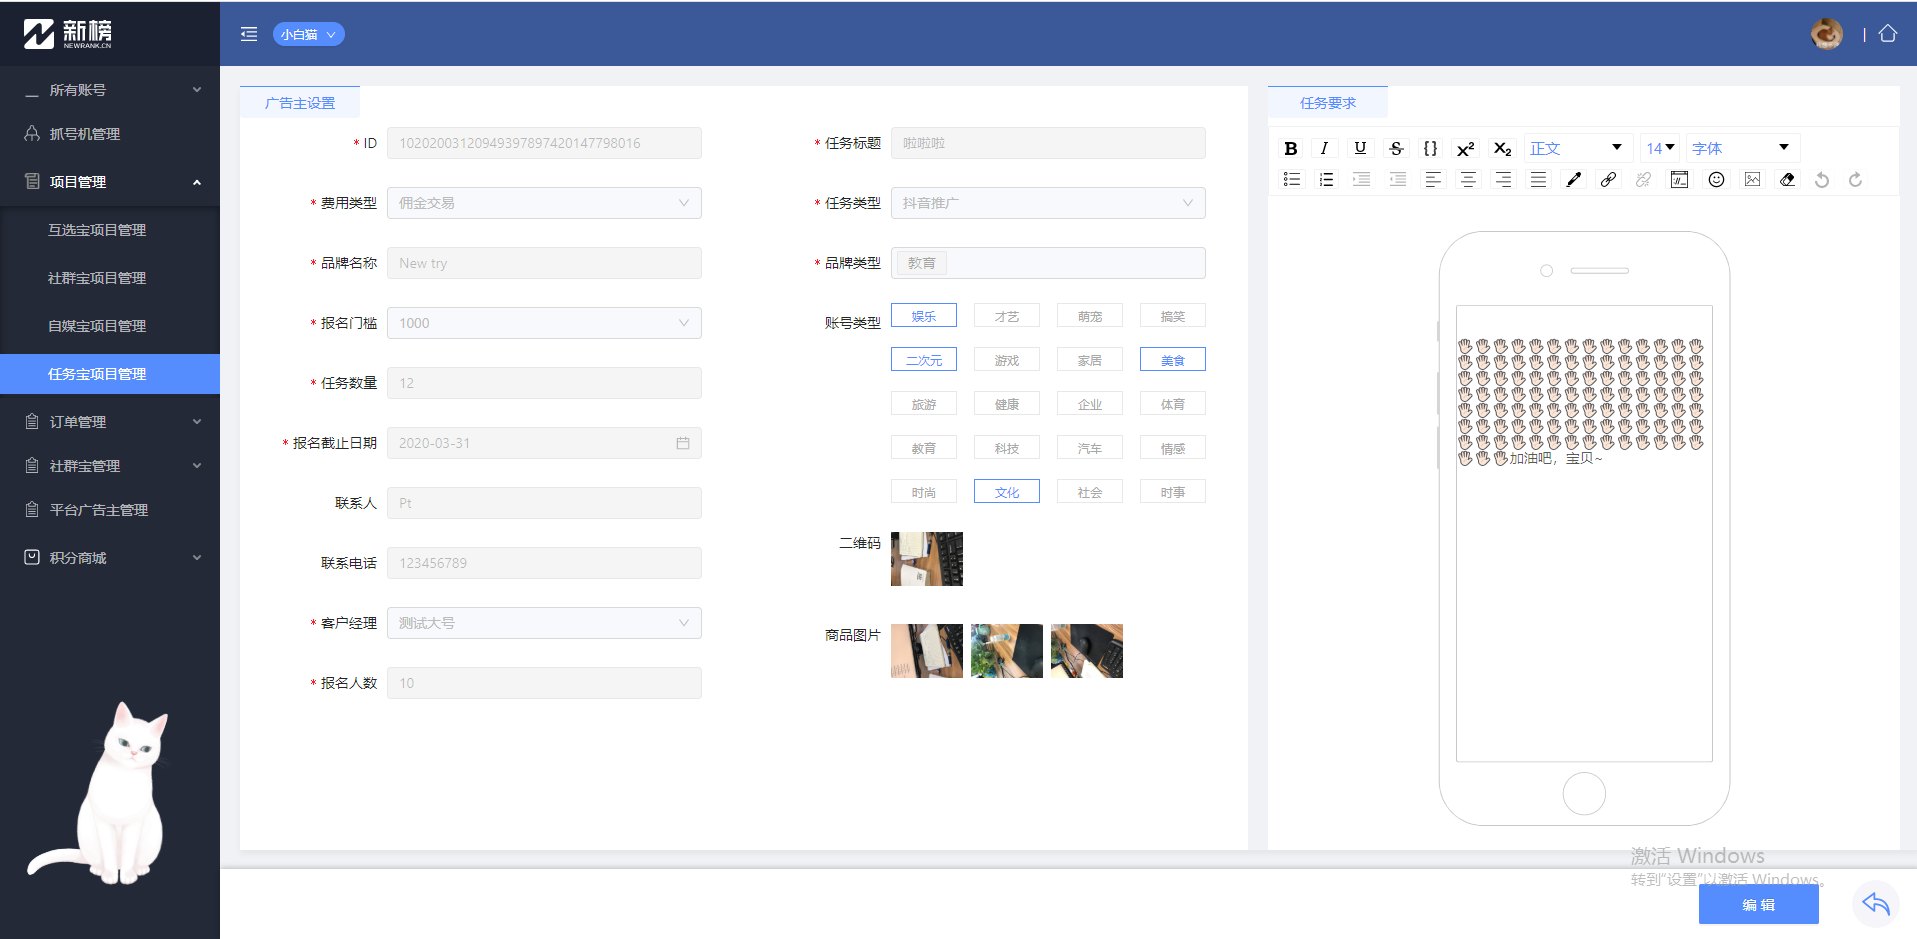 新榜
NEWRANK.CN
小白猫
所有账号
抓号机管理
项目管理
互选宝项目管理
社群宝项目管理
自媒宝项目管理
任务宝项目管理
订单管理
社群宝管理
平台广告主管理
积分商城
广告主设置
* ID
1020200312094939789742014779​8016
* 任务标题
啦啦啦
* 费用类型
佣金交易
* 任务类型
抖音推广
* 品牌名称
New try
* 品牌类型
教育
* 报名门槛
1000
账号类型
娱乐 才艺 萌宠 搞笑
二次元 游戏 家居 美食
旅游 健康 企业 体育
教育 科技 汽车 情感
时尚 文化 社会 时事
* 任务数量
12
* 报名截止日期
2020-03-31
联系人
Pt
联系电话
123456789
* 客户经理
测试大号
* 报名人数
10
二维码
商品图片
任务要求
B I U S {} X² X₂ 正文 14 字体
加油吧，宝贝~
激活 Windows
转到“设置”以激活 Windows。
编 辑